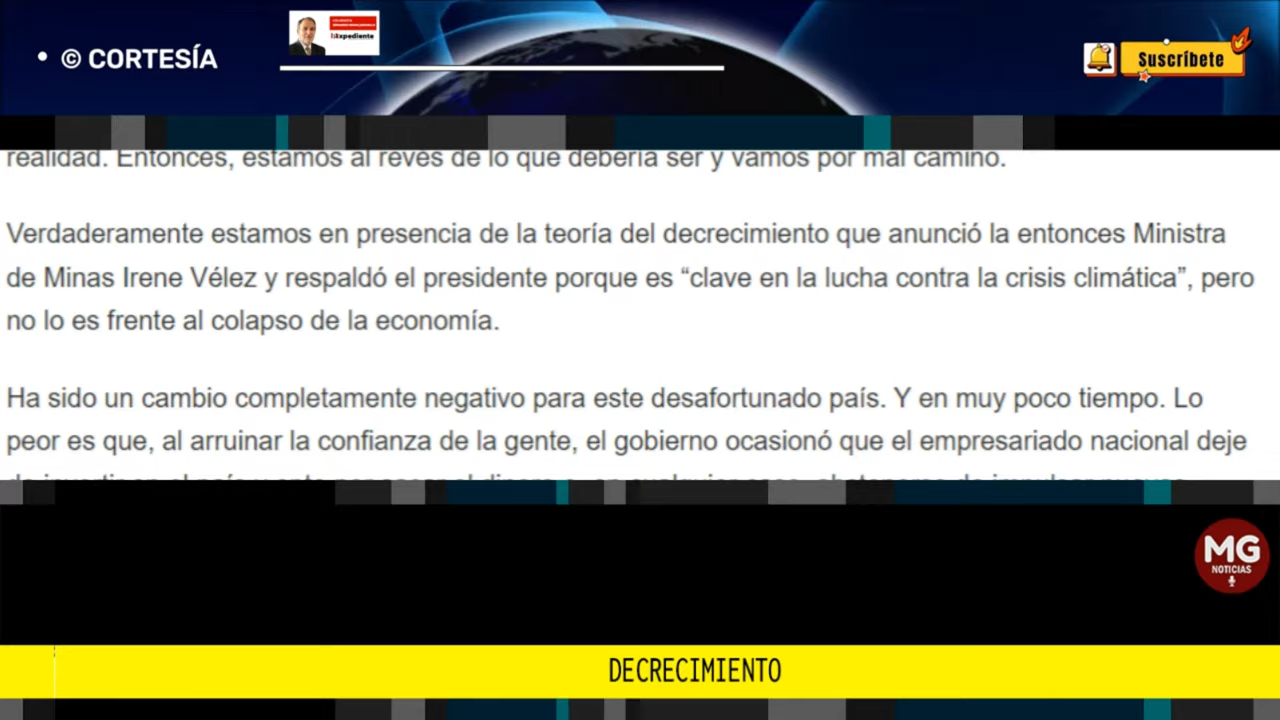 • © CORTESÍA
Expediente
Suscríbete
realidad. Entonces, estamos al revés de lo que debería ser y vamos por mal camino.
Verdaderamente estamos en presencia de la teoría del decrecimiento que anunció la entonces Ministra
de Minas Irene Vélez y respaldó el presidente porque es “clave en la lucha contra la crisis climática”, pero
no lo es frente al colapso de la economía.
Ha sido un cambio completamente negativo para este desafortunado país. Y en muy poco tiempo. Lo
peor es que, al arruinar la confianza de la gente, el gobierno ocasionó que el empresariado nacional deje
MG
NOTICIAS
DECRECIMIENTO